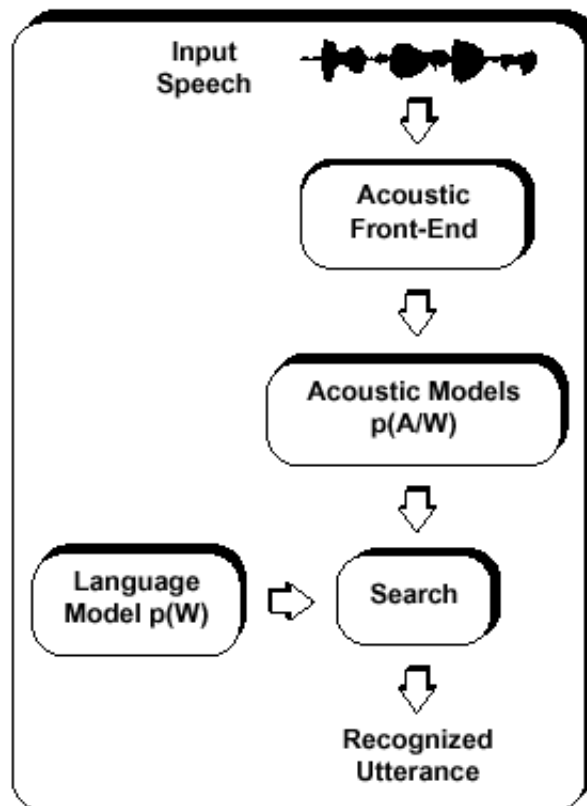 Input
Speech
Acoustic
Front-End
Acoustic Models
p(A/W)
Language
Model p(W)
Search
Recognized
Utterance